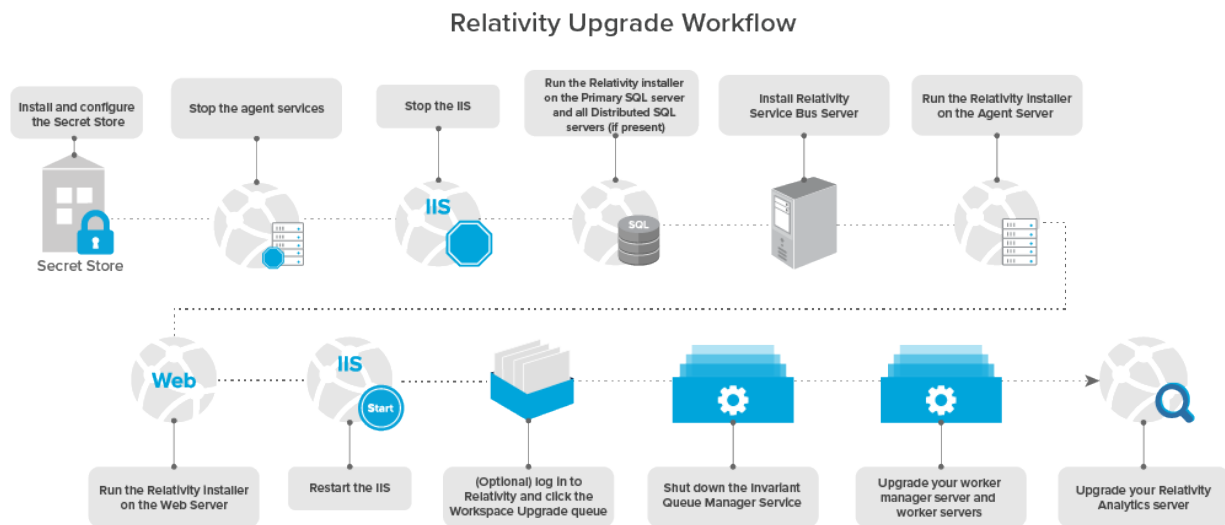 Relativity Upgrade Workflow
Install and configure
the Secret Store
Stop the agent services
Stop the IIS
Run the Relativity installer
on the Primary SQL server
and all Distributed SQL
servers (if present)
Install Relativity
Service Bus Server
Run the Relativity Installer
on the Agent Server
IIS
SQL
Secret Store
Web
IIS
Start
Run the Relativity Installer
on the Web Server
Restart the IIS
(Optional) log in to
Relativity and click the
Workspace Upgrade queue
Shut down the Invariant
Queue Manager Service
Upgrade your worker
manager server and
worker servers
Upgrade your Relativity
Analytics server